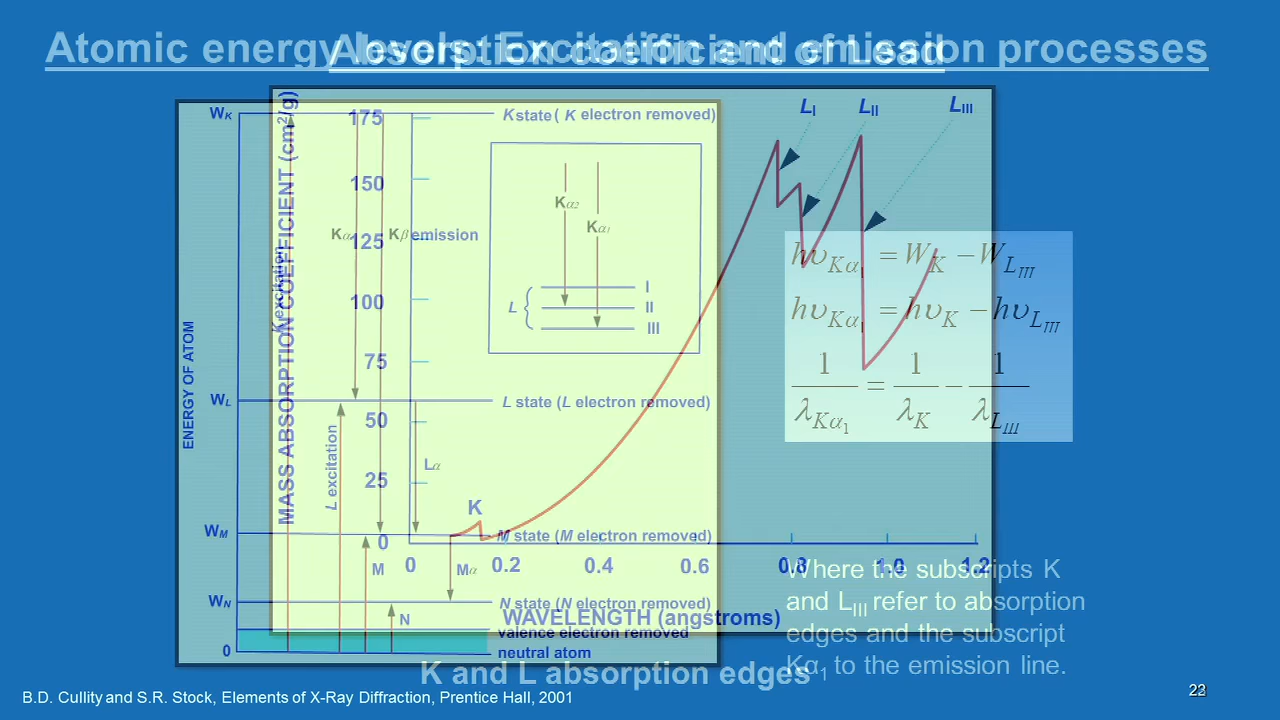 Atomic energy levels: Excitation and emission processes
Absorption coefficient of Lead
ENERGY OF ATOM
WK
WL
WM
WN
0
K state ( K electron removed)
L state (L electron removed)
M state (M electron removed)
N state (N electron removed)
valence electron removed
neutral atom
K excitation
L excitation
M
N
Kα
Kβ emission
Lα
Mα
Kα2
Kα1
L
I
II
III
MASS ABSORPTION COEFFICIENT (cm²/g)
175
150
125
100
75
50
25
0
0 0.2 0.4 0.6 0.8 1.0 1.2
WAVELENGTH (angstroms)
K
LI
LII
LIII
hυKα1 = WK − WLIII
hυKα1 = hυK − hυLIII
1/λKα1 = 1/λK − 1/λLIII
Where the subscripts K
and LIII refer to absorption
edges and the subscript
Kα1 to the emission line.
K and L absorption edges
B.D. Cullity and S.R. Stock, Elements of X-Ray Diffraction, Prentice Hall, 2001